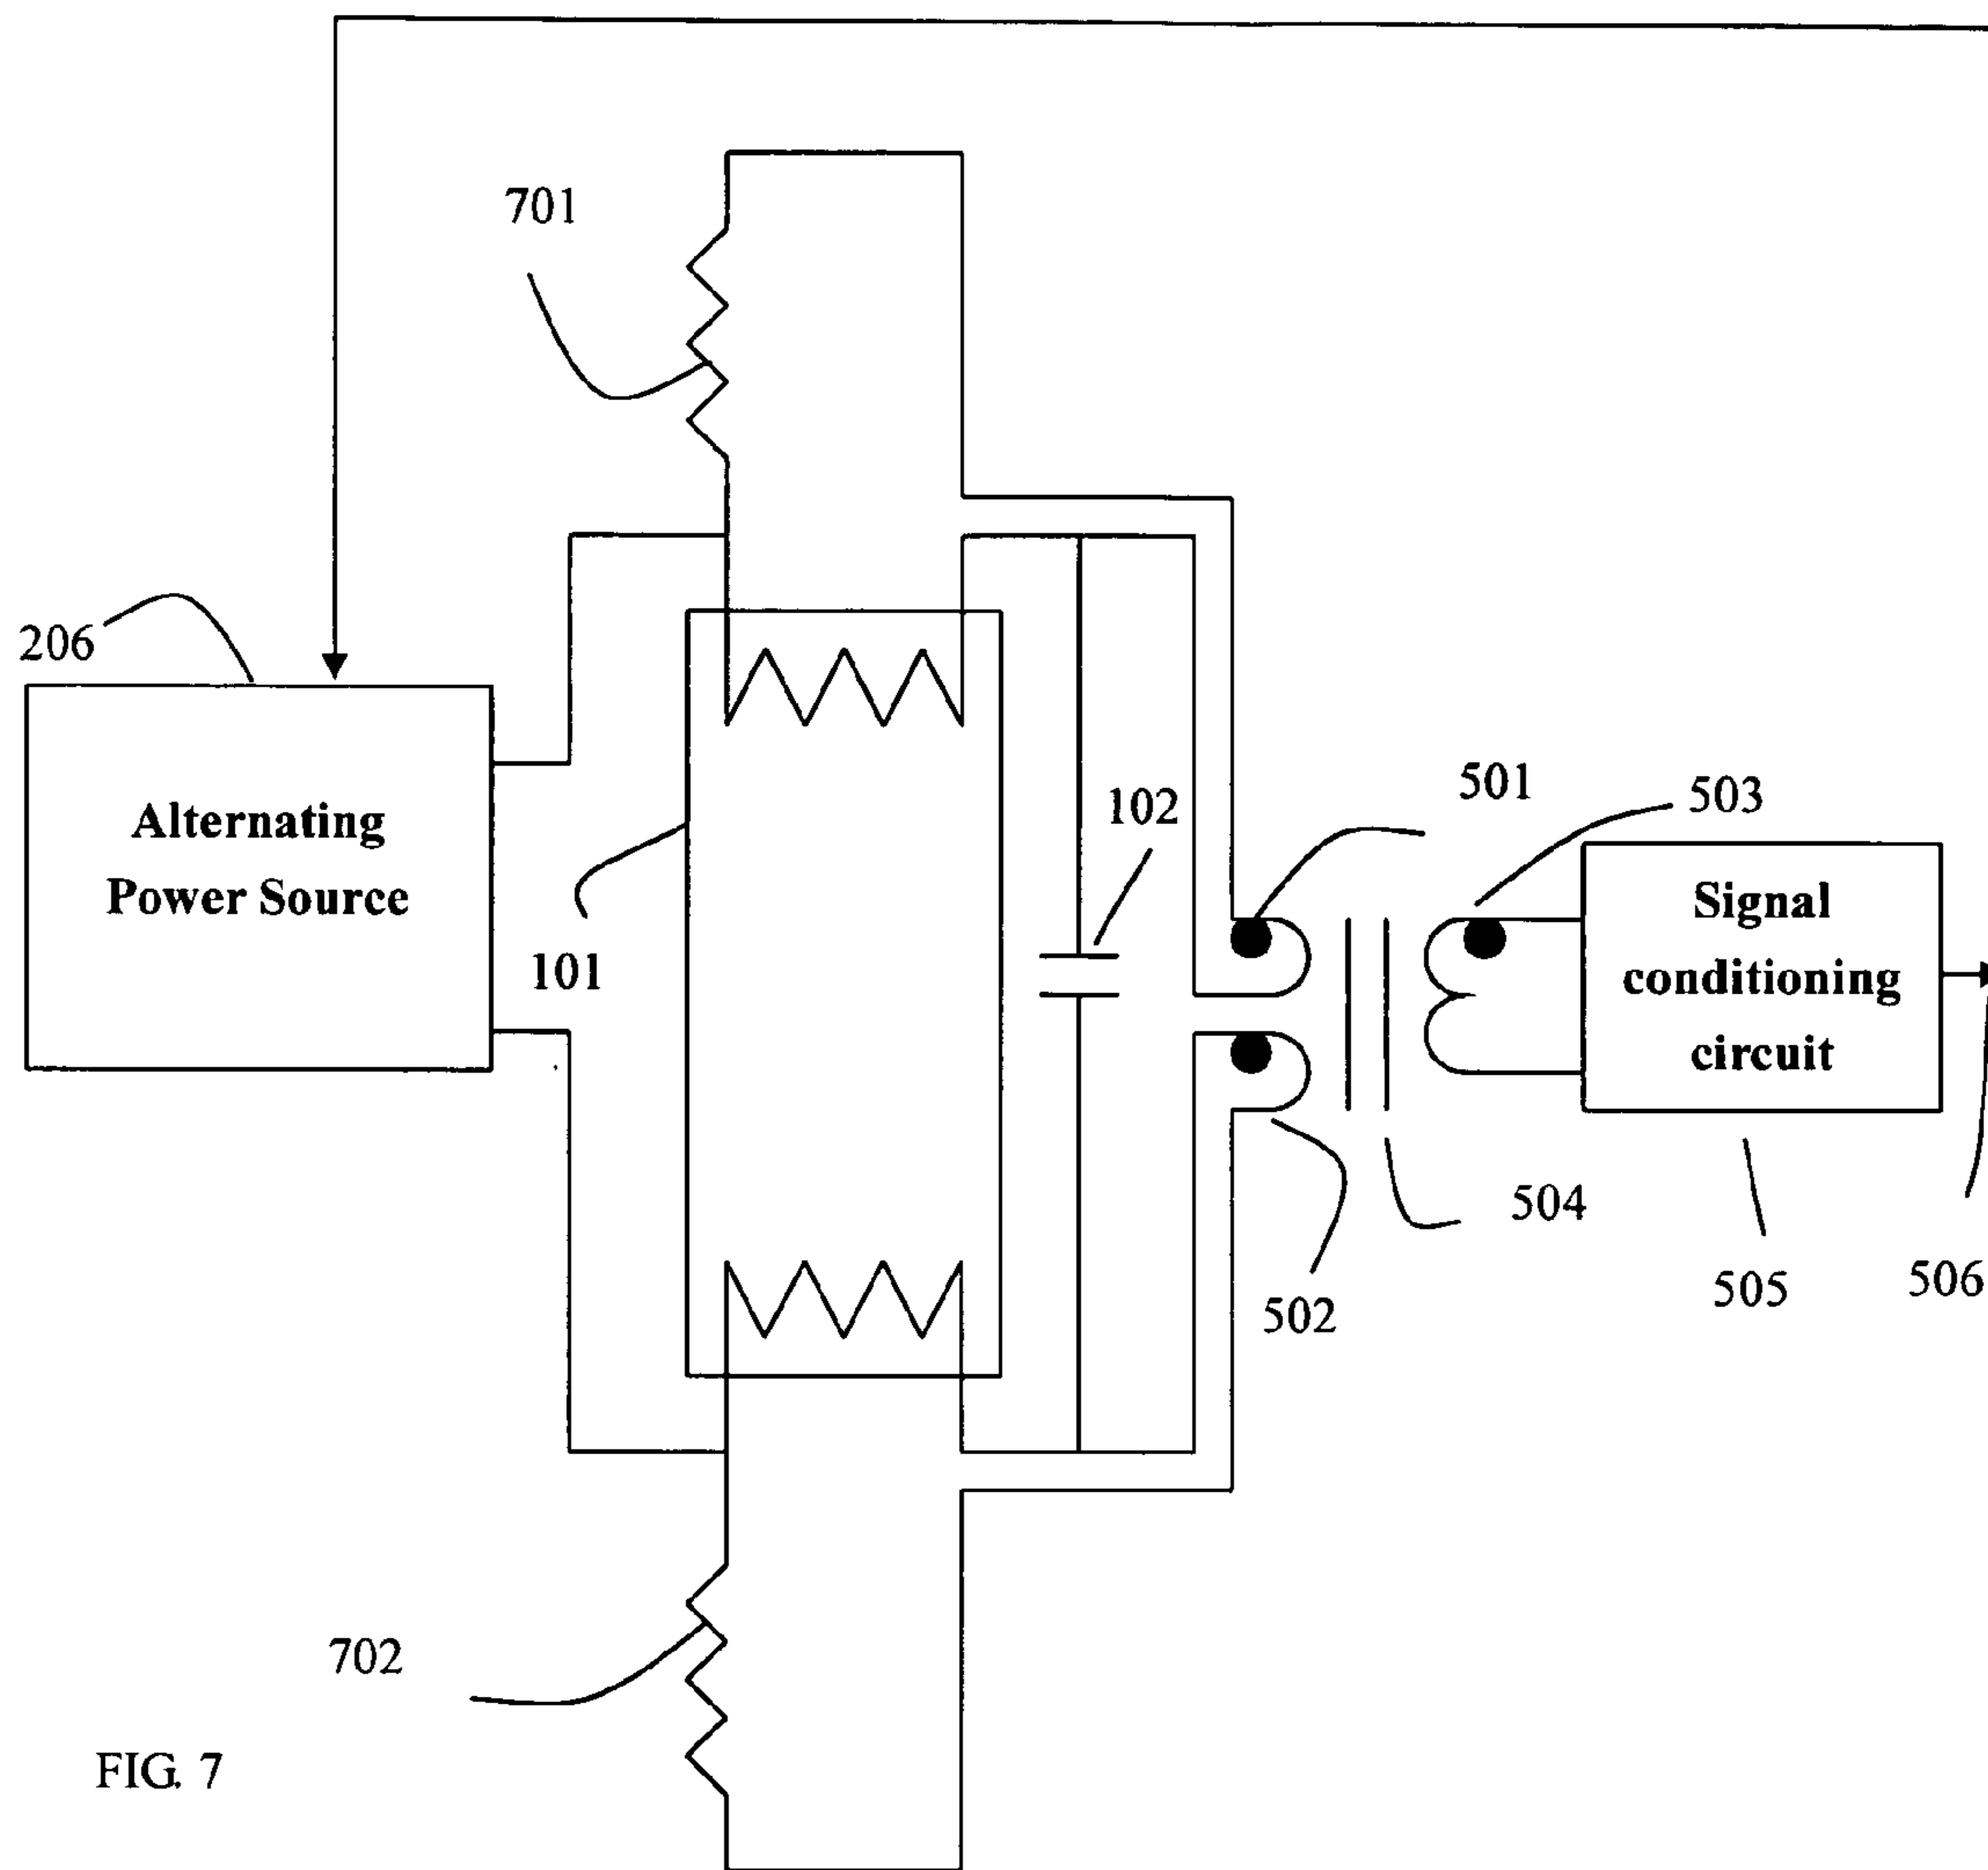 701
206
Alternating
Power Source
101
102
501
503
Signal
conditioning
circuit
504
502
505
506
702
FIG. 7